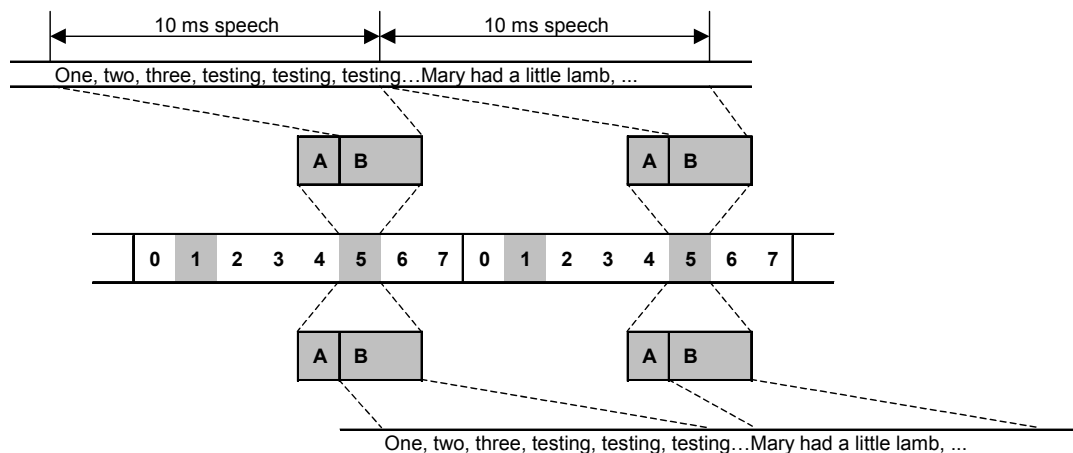 10 ms speech 10 ms speech
One, two, three, testing, testing, testing…Mary had a little lamb, ...
A B A B
0 1 2 3 4 5 6 7 0 1 2 3 4 5 6 7
A B A B
One, two, three, testing, testing, testing…Mary had a little lamb, ...